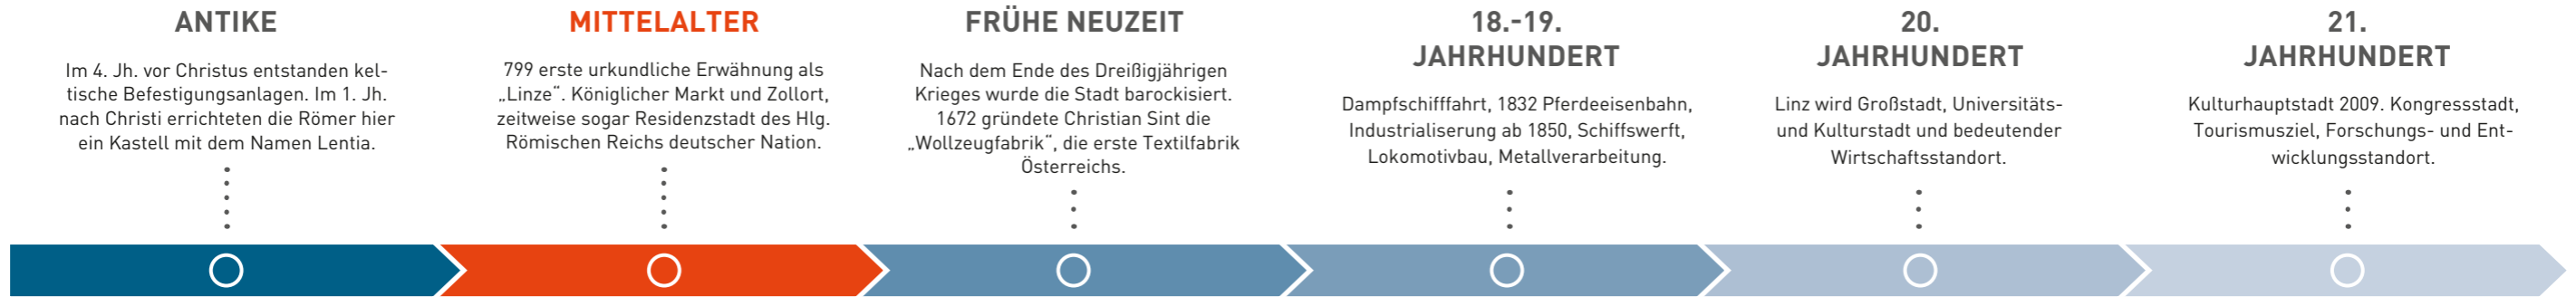 ANTIKE
Im 4. Jh. vor Christus entstanden kel-
tische Befestigungsanlagen. Im 1. Jh.
nach Christi errichteten die Römer hier
ein Kastell mit dem Namen Lentia.
MITTELALTER
799 erste urkundliche Erwähnung als
„Linze“. Königlicher Markt und Zollort,
zeitweise sogar Residenzstadt des Hlg.
Römischen Reichs deutscher Nation.
FRÜHE NEUZEIT
Nach dem Ende des Dreißigjährigen
Krieges wurde die Stadt barockisiert.
1672 gründete Christian Sint die
„Wollzeugfabrik“, die erste Textilfabrik
Österreichs.
18.-19.
JAHRHUNDERT
Dampfschifffahrt, 1832 Pferdeeisenbahn,
Industrialiserung ab 1850, Schiffswerft,
Lokomotivbau, Metallverarbeitung.
20.
JAHRHUNDERT
Linz wird Großstadt, Universitäts-
und Kulturstadt und bedeutender
Wirtschaftsstandort.
21.
JAHRHUNDERT
Kulturhauptstadt 2009. Kongressstadt,
Tourismusziel, Forschungs- und Ent-
wicklungsstandort.